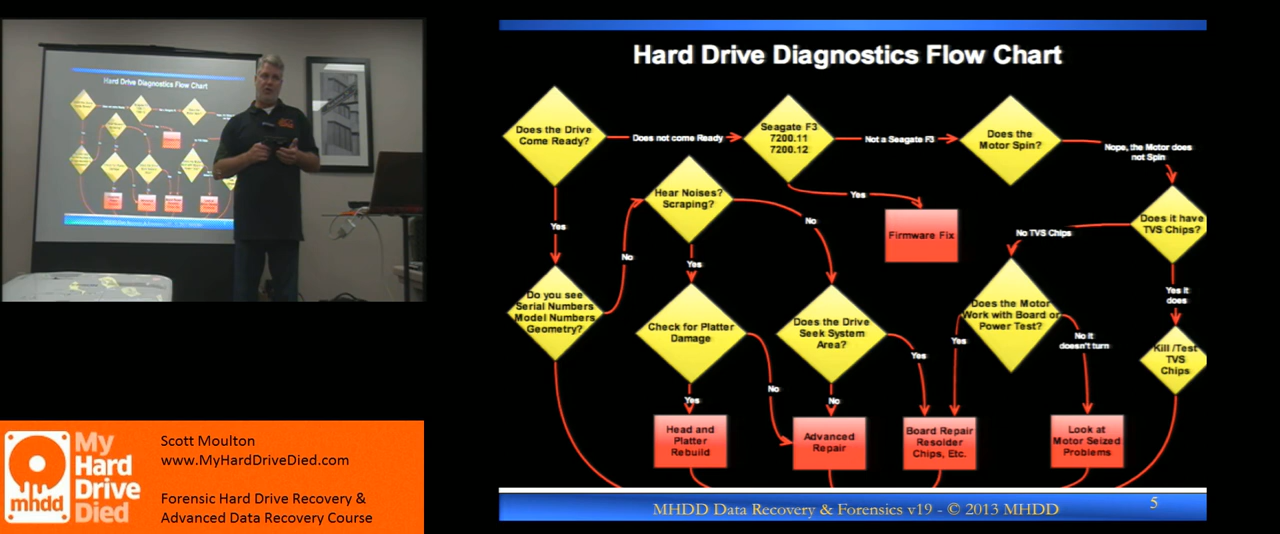 Hard Drive Diagnostics Flow Chart
Hard Drive Diagnostics Flow Chart
Does the Drive
Come Ready?
Does not come Ready
Seagate F3
7200.11
7200.12
Not a Seagate F3
Does the
Motor Spin?
Nope, the Motor does
not Spin
Yes
Hear Noises?
Scraping?
No
Yes
Firmware Fix
No TVS Chips
Does it have
TVS Chips?
Yes
No
Yes it
does
Do you see
Serial Numbers
Model Numbers
Geometry?
Check for Platter
Damage
Does the Drive
Seek System
Area?
Does the Motor
Work with Board or
Power Test?
Kill /Test
TVS
Chips
Yes
No
No
Yes
Yes
No it
doesn't turn
Head and
Platter
Rebuild
Advanced
Repair
Board Repair
Resolder
Chips, Etc.
Look at
Motor Seized
Problems
MHDD Data Recovery & Forensics v19 - © 2013 MHDD
5
My
Hard
Drive
Died
mhdd
Scott Moulton
www.MyHardDriveDied.com
Forensic Hard Drive Recovery &
Advanced Data Recovery Course